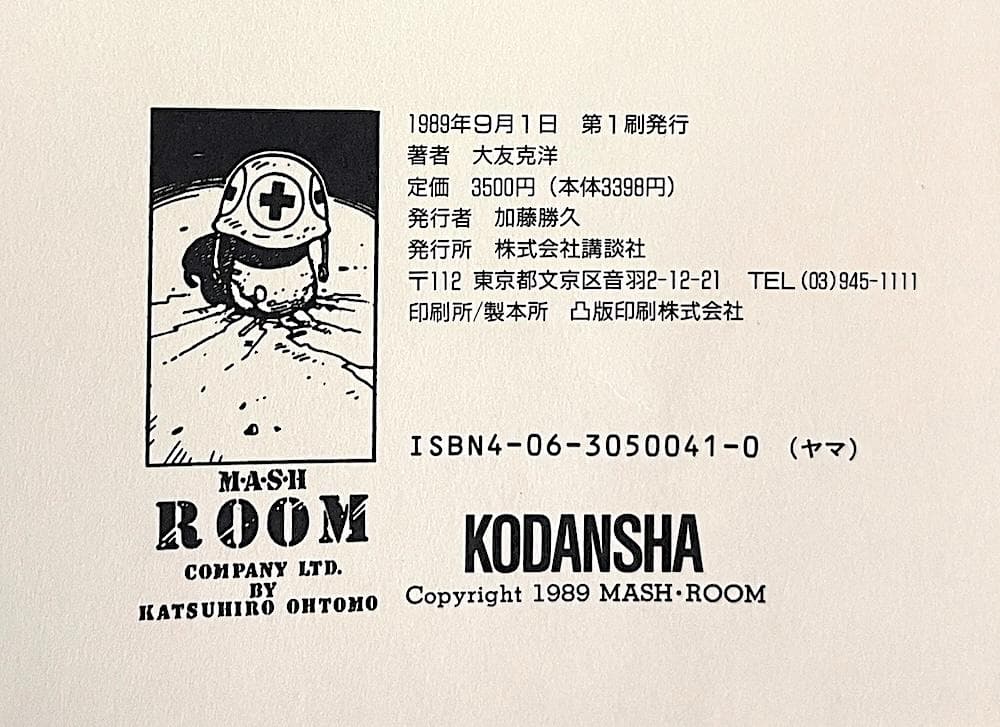 1989年9月1日　第1刷発行
著者　大友克洋
定価　3500円（本体3398円）
発行者　加藤勝久
発行所　株式会社講談社
〒112 東京都文京区音羽2-12-21　TEL(03)945-1111
印刷所/製本所　凸版印刷株式会社
ISBN4-06-3050041-0 (ヤマ)
M・A・S・H
ROOM
COMPANY LTD.
BY
KATSUHIRO OHTOMO
KODANSHA
Copyright 1989 MASH・ROOM